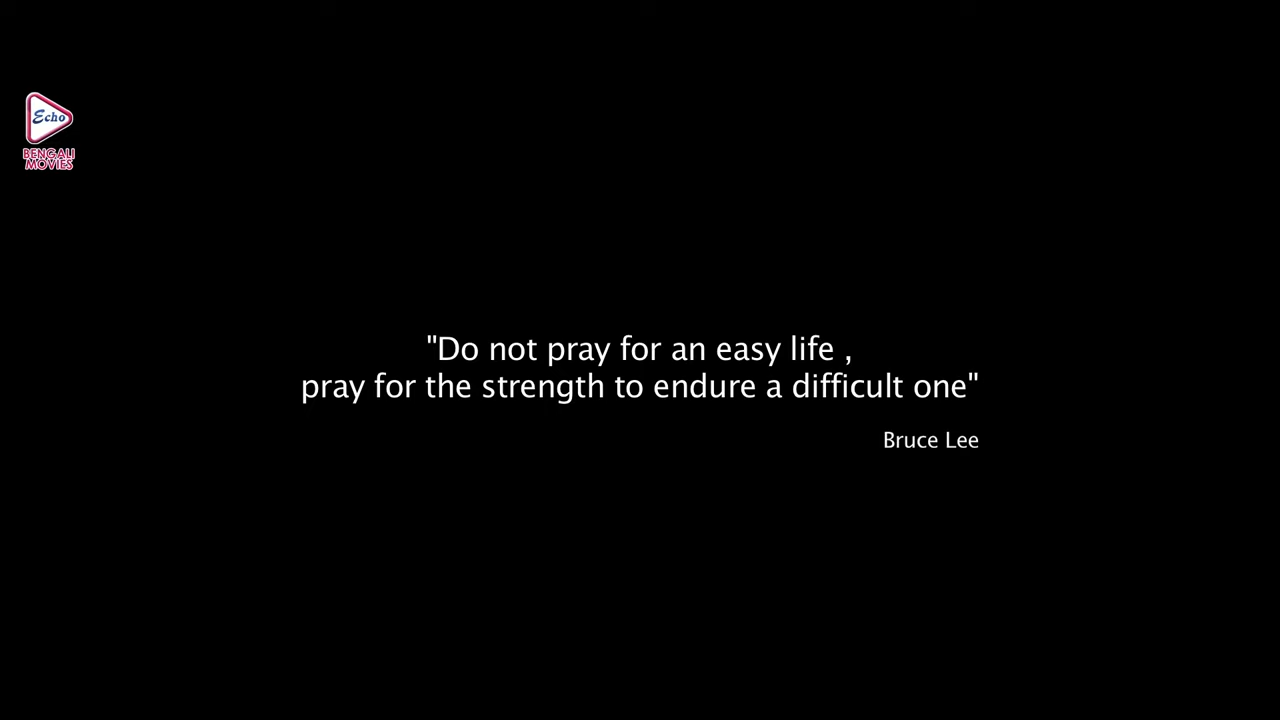 Echo
BENGALI
MOVIES
"Do not pray for an easy life ,
pray for the strength to endure a difficult one"
Bruce Lee